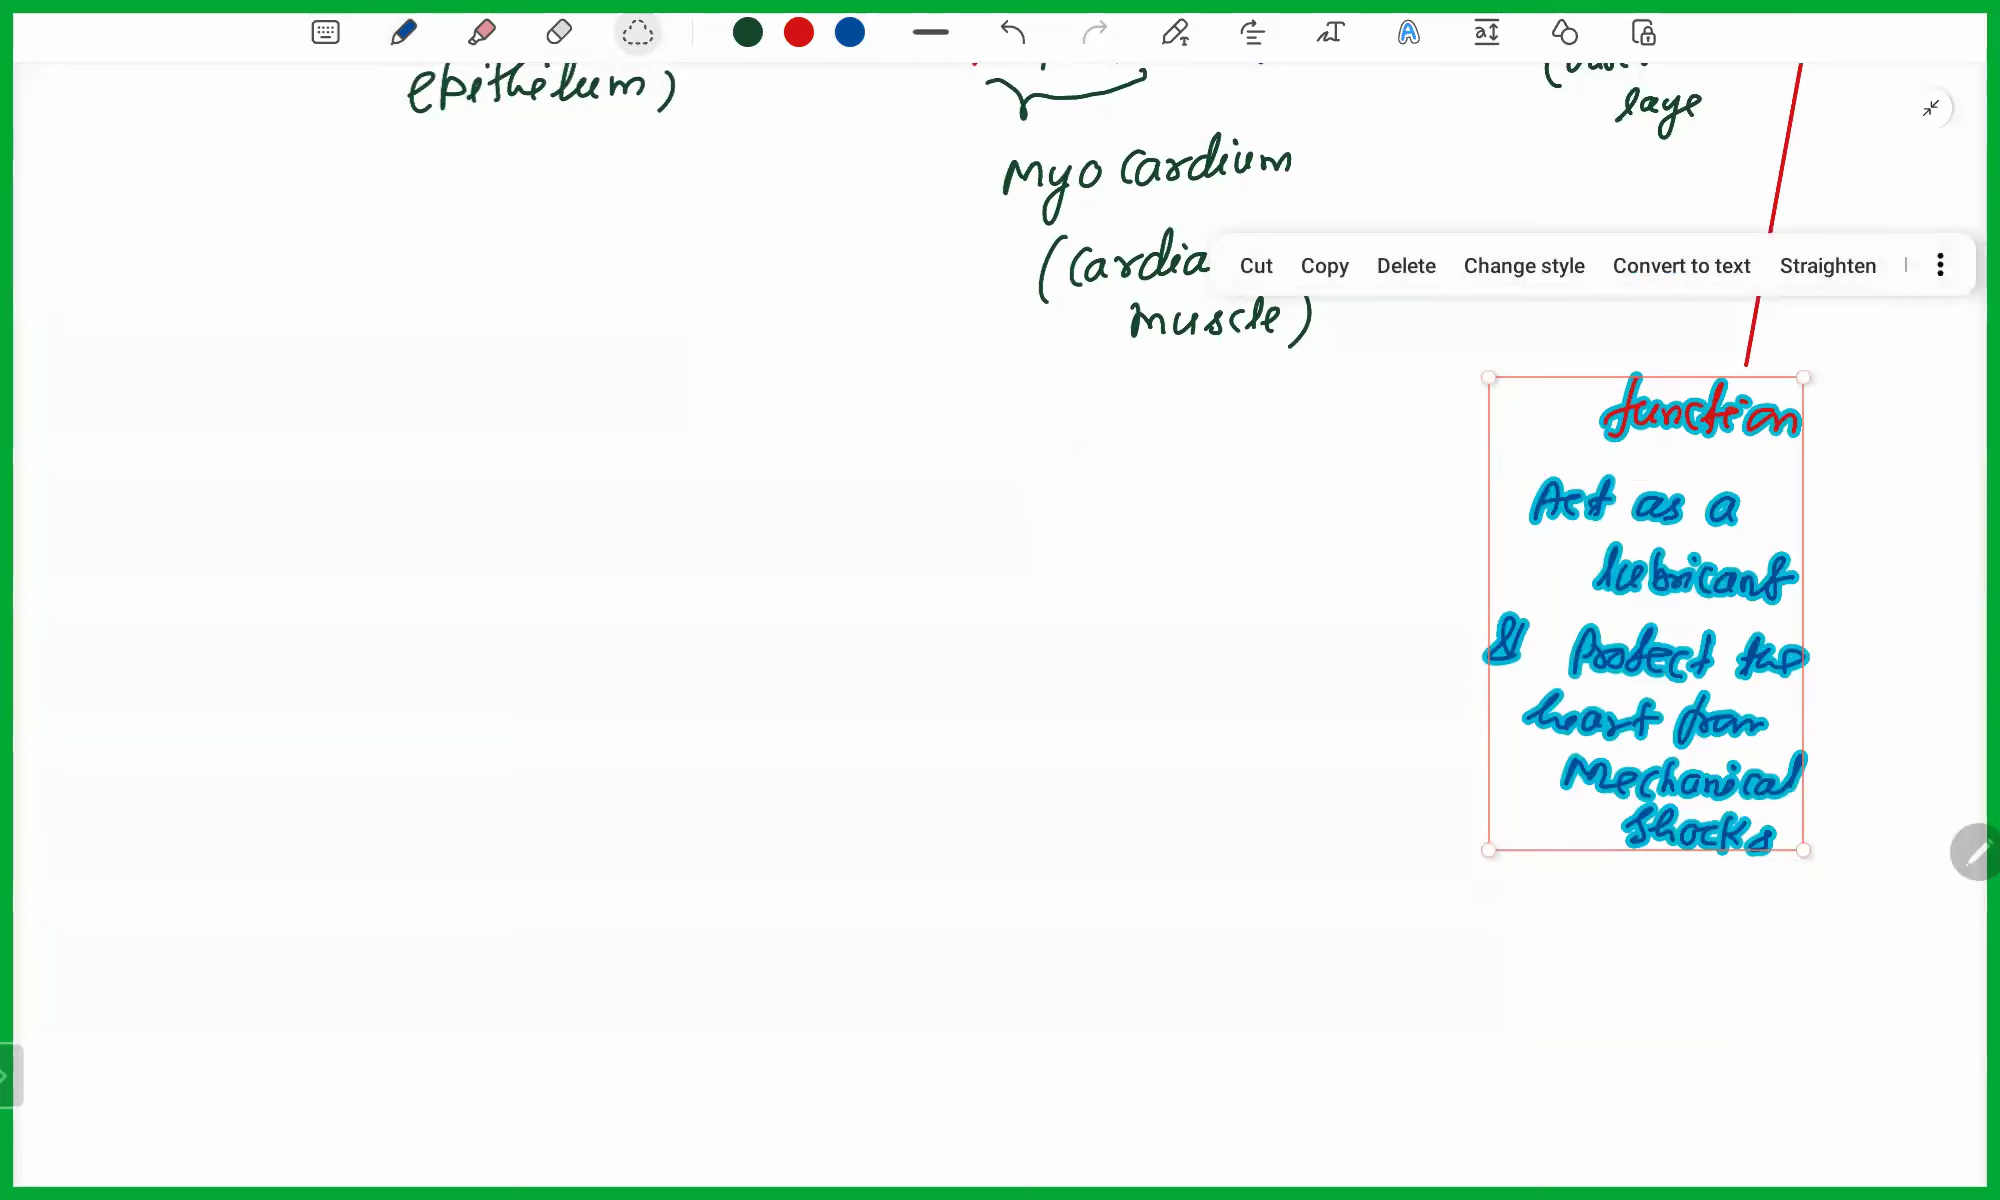 epithelum)
laye
Myo cardium
(cardia
muscle)
Cut Copy Delete Change style Convert to text Straighten
function
Act as a
lubricant
& Protect the
heart from
Mechanical
shocks